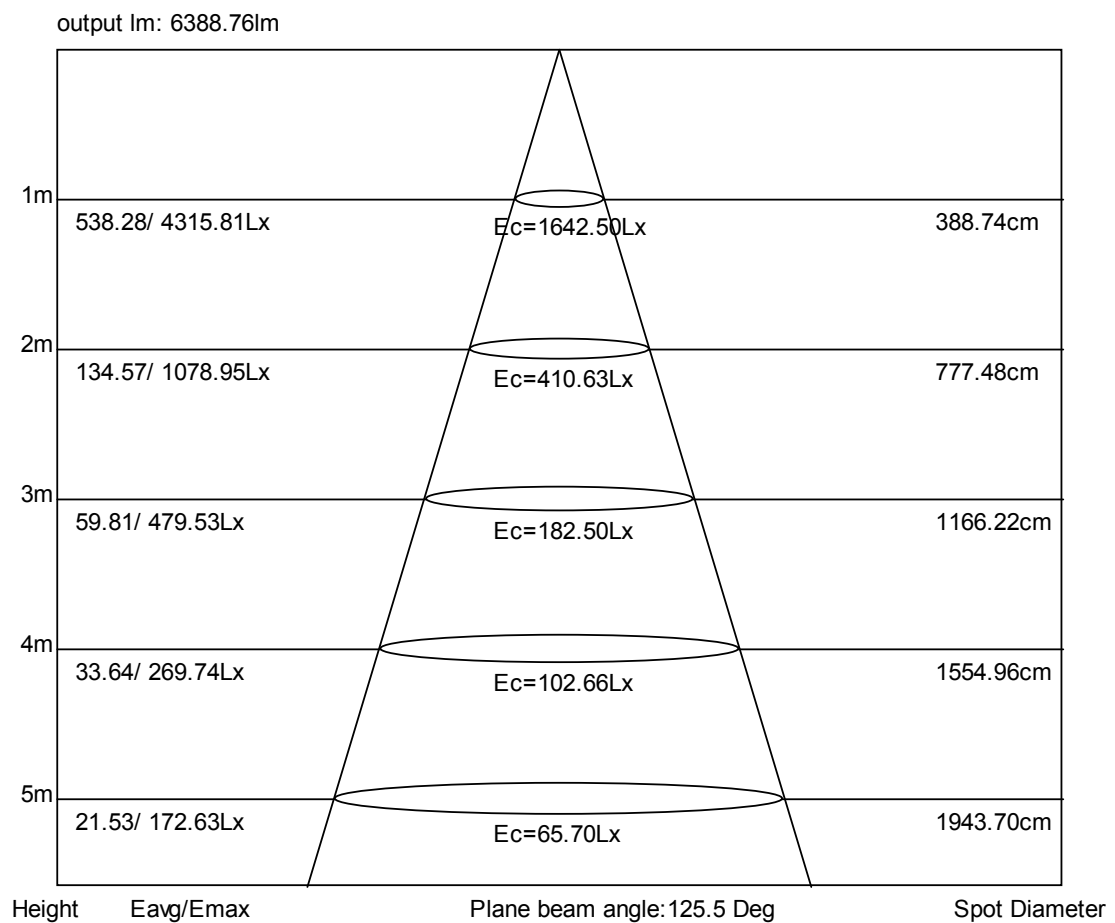 output lm: 6388.76lm
1m
538.28/ 4315.81Lx
Ec=1642.50Lx
388.74cm
2m
134.57/ 1078.95Lx
Ec=410.63Lx
777.48cm
3m
59.81/ 479.53Lx
Ec=182.50Lx
1166.22cm
4m
33.64/ 269.74Lx
Ec=102.66Lx
1554.96cm
5m
21.53/ 172.63Lx
Ec=65.70Lx
1943.70cm
Height Eavg/Emax Plane beam angle:125.5 Deg Spot Diameter